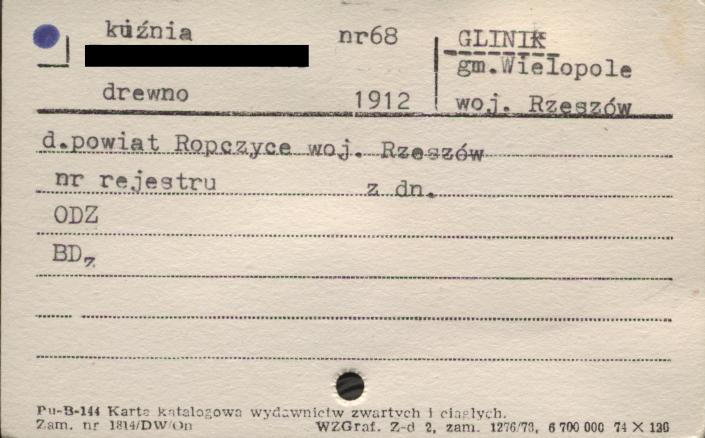 kuźnia nr68 GLINIK
gm.Wielopole
drewno 1912 woj. Rzeszów
d.powiat Ropczyce woj. Rzeszów
nr rejestru z dn.
ODZ
BDz
Pu-B-144 Karta katalogowa wydawnictw zwartych i ciągłych.
Zam. nr 1814/DW/On WZGraf. Z-d 2, zam. 1276/73, 6 700 000 74 × 126